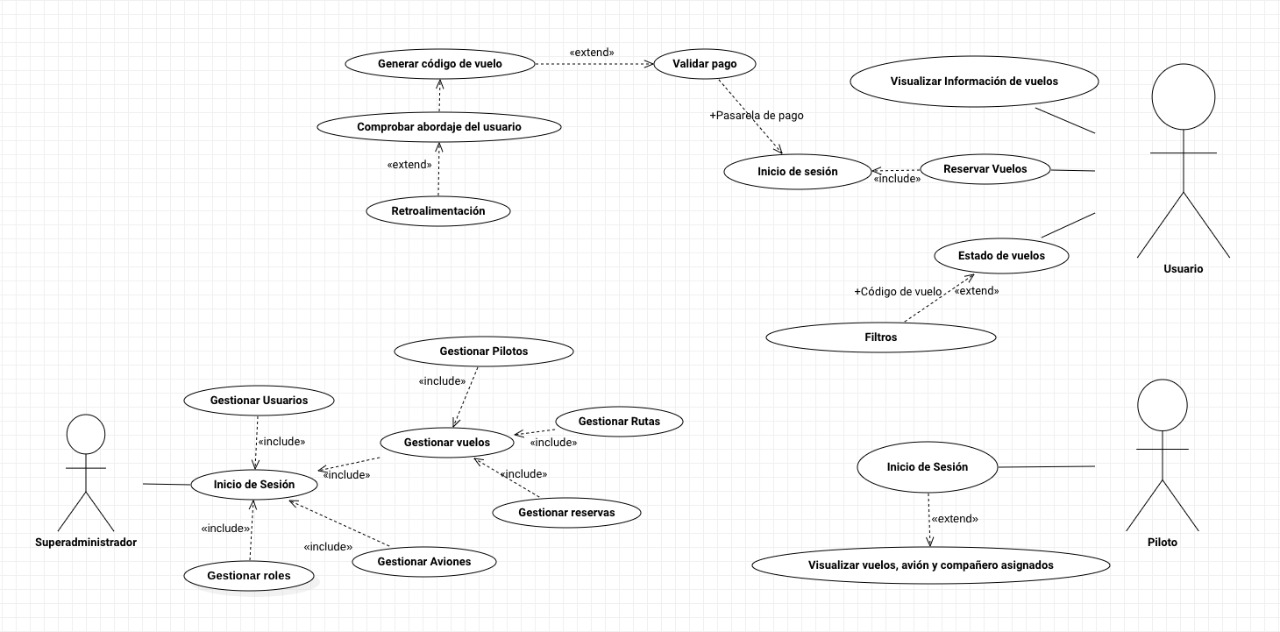 «extend»
Generar código de vuelo
Validar pago
Visualizar Información de vuelos
+Pasarela de pago
Comprobar abordaje del usuario
«extend»
Inicio de sesión
«include»
Reservar Vuelos
Retroalimentación
Estado de vuelos
Usuario
+Código de vuelo
«extend»
Filtros
Gestionar Pilotos
«include»
Gestionar Usuarios
Gestionar Rutas
«include»
Gestionar vuelos
«include»
Inicio de Sesión
«include»
«include»
Gestionar reservas
Inicio de Sesión
«include»
«extend»
Superadministrador
«include»
Piloto
Gestionar Aviones
Gestionar roles
Visualizar vuelos, avión y compañero asignados